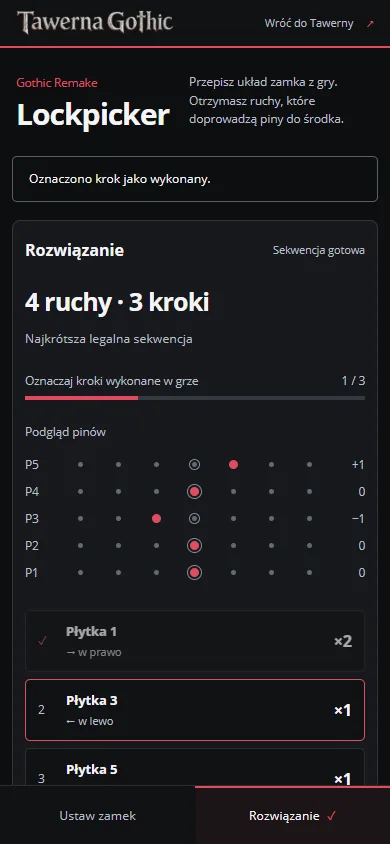 Tawerna Gothic
Wróć do Tawerny ↗
Gothic Remake
Lockpicker
Przepisz układ zamka z gry.
Otrzymasz ruchy, które
doprowadzą piny do środka.
Oznaczono krok jako wykonany.
Rozwiązanie
Sekwencja gotowa
4 ruchy · 3 kroki
Najkrótsza legalna sekwencja
Oznaczaj kroki wykonane w grze
1 / 3
Podgląd pinów
P5 +1
P4 0
P3 −1
P2 0
P1 0
✓ Płytka 1 ×2
→ w prawo
2 Płytka 3 ×1
← w lewo
3 Płytka 5 ×1
Ustaw zamek
Rozwiązanie ✓